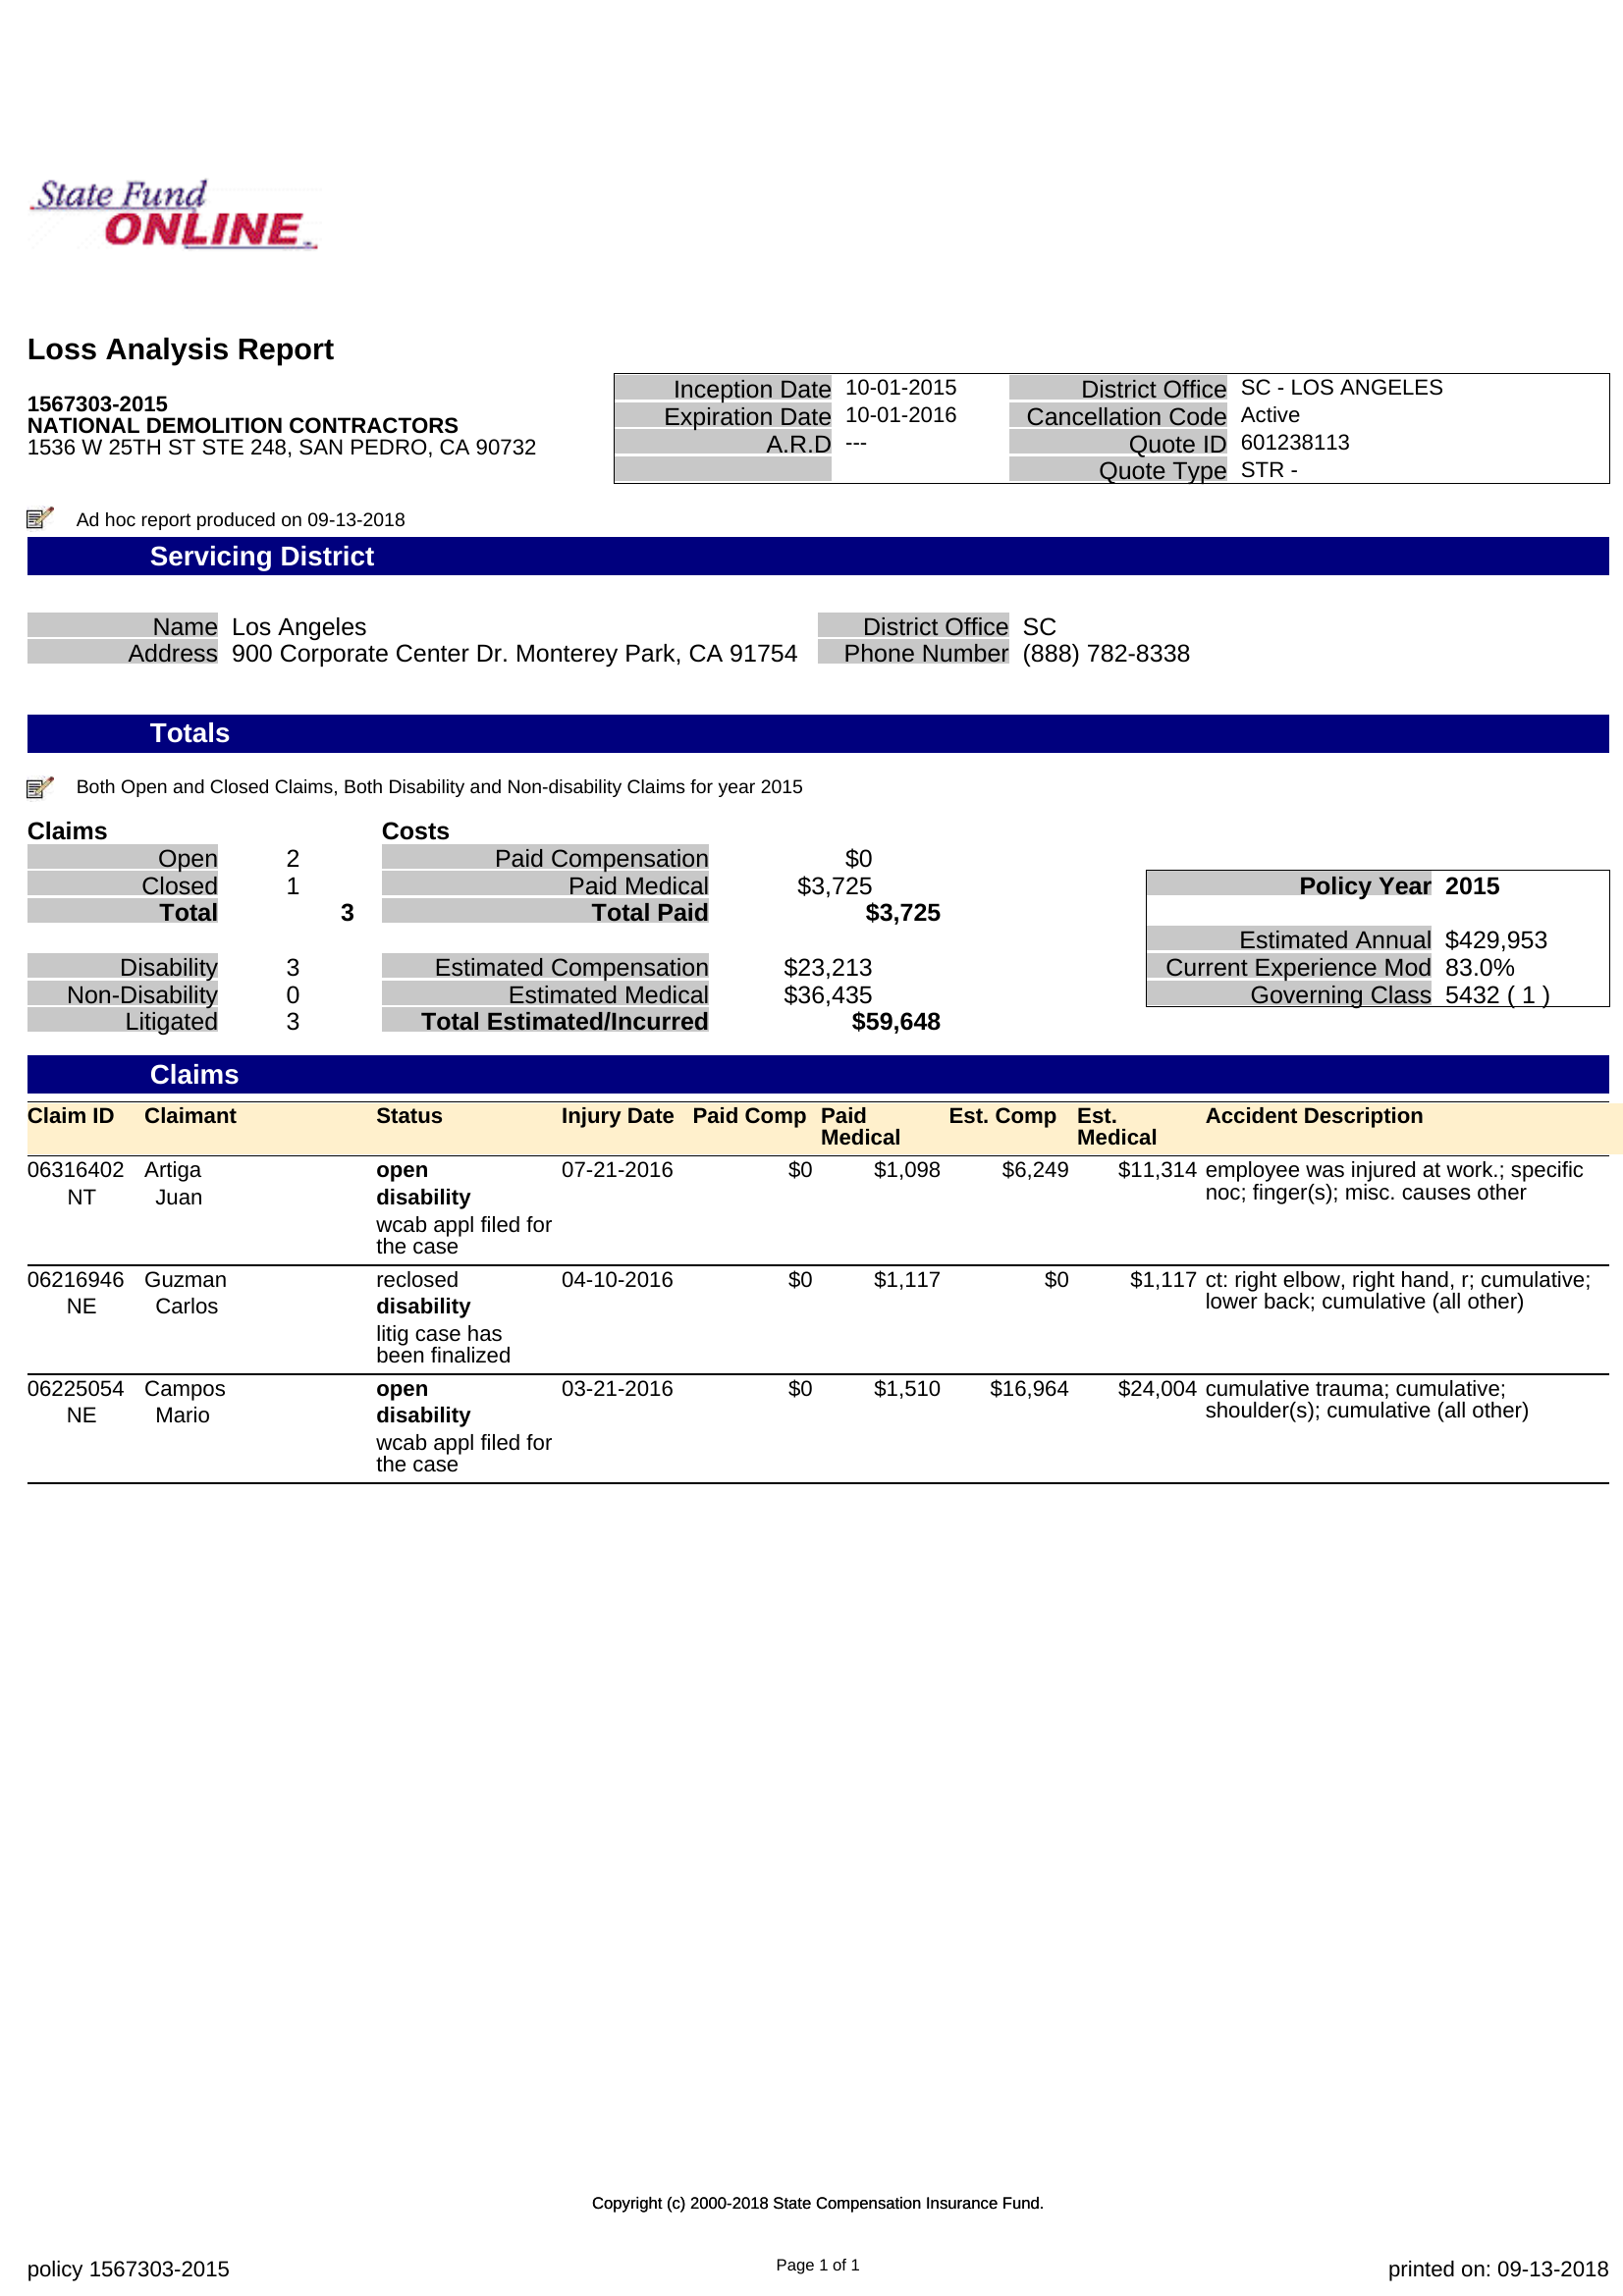 State Fund
ONLINE
Loss Analysis Report
1567303-2015
NATIONAL DEMOLITION CONTRACTORS
1536 W 25TH ST STE 248, SAN PEDRO, CA 90732
Inception Date 10-01-2015 District Office SC - LOS ANGELES
Expiration Date 10-01-2016 Cancellation Code Active
A.R.D --- Quote ID 601238113
Quote Type STR -
Ad hoc report produced on 09-13-2018
Servicing District
Name Los Angeles District Office SC
Address 900 Corporate Center Dr. Monterey Park, CA 91754 Phone Number (888) 782-8338
Totals
Both Open and Closed Claims, Both Disability and Non-disability Claims for year 2015
Claims Costs
Open 2 Paid Compensation $0
Closed 1 Paid Medical $3,725 Policy Year 2015
Total 3 Total Paid $3,725
Estimated Annual $429,953
Disability 3 Estimated Compensation $23,213 Current Experience Mod 83.0%
Non-Disability 0 Estimated Medical $36,435 Governing Class 5432 ( 1 )
Litigated 3 Total Estimated/Incurred $59,648
Claims
Claim ID Claimant Status Injury Date Paid Comp Paid Est. Comp Est. Accident Description
Medical Medical
06316402 Artiga open 07-21-2016 $0 $1,098 $6,249 $11,314 employee was injured at work.; specific
NT Juan disability noc; finger(s); misc. causes other
wcab appl filed for
the case
06216946 Guzman reclosed 04-10-2016 $0 $1,117 $0 $1,117 ct: right elbow, right hand, r; cumulative;
NE Carlos disability lower back; cumulative (all other)
litig case has
been finalized
06225054 Campos open 03-21-2016 $0 $1,510 $16,964 $24,004 cumulative trauma; cumulative;
NE Mario disability shoulder(s); cumulative (all other)
wcab appl filed for
the case
Copyright (c) 2000-2018 State Compensation Insurance Fund.
policy 1567303-2015 Page 1 of 1 printed on: 09-13-2018